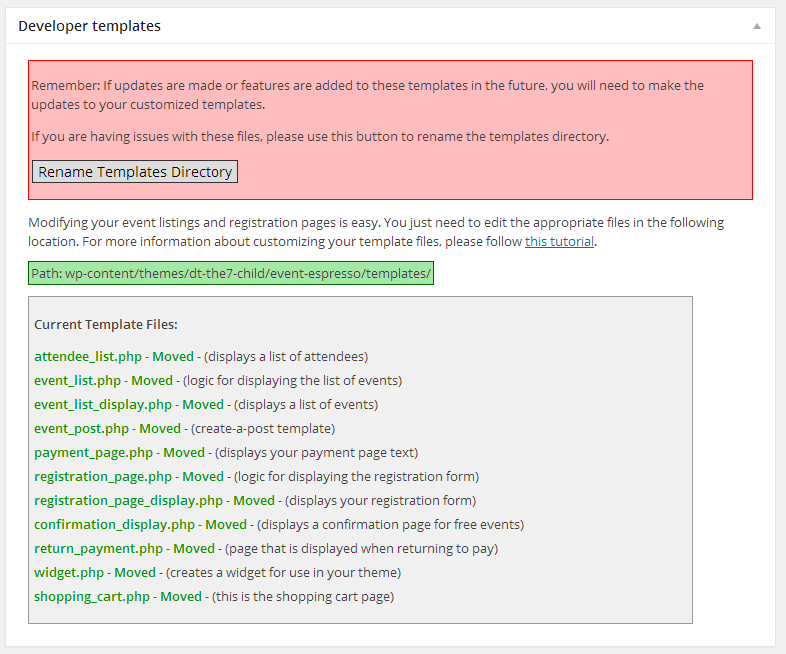 Developer templates
Remember: If updates are made or features are added to these templates in the future, you will need to make the
updates to your customized templates.
If you are having issues with these files, please use this button to rename the templates directory.
Rename Templates Directory
Modifying your event listings and registration pages is easy. You just need to edit the appropriate files in the following
location. For more information about customizing your template files, please follow this tutorial.
Path: wp-content/themes/dt-the7-child/event-espresso/templates/
Current Template Files:
attendee_list.php - Moved - (displays a list of attendees)
event_list.php - Moved - (logic for displaying the list of events)
event_list_display.php - Moved - (displays a list of events)
event_post.php - Moved - (create-a-post template)
payment_page.php - Moved - (displays your payment page text)
registration_page.php - Moved - (logic for displaying the registration form)
registration_page_display.php - Moved - (displays your registration form)
confirmation_display.php - Moved - (displays a confirmation page for free events)
return_payment.php - Moved - (page that is displayed when returning to pay)
widget.php - Moved - (creates a widget for use in your theme)
shopping_cart.php - Moved - (this is the shopping cart page)